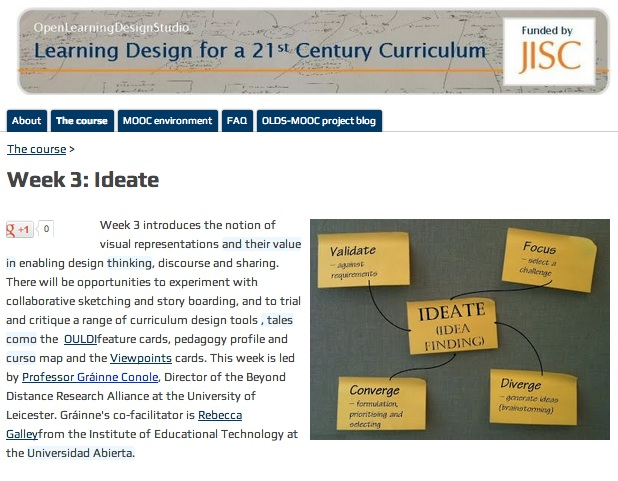 OpenLearningDesignStudio
Learning Design for a 21st Century Curriculum
Funded by
JISC
About
The course
MOOC environment
FAQ
OLDS-MOOC project blog
The course >
Week 3: Ideate
+1
0
Week 3 introduces the notion of
visual representations and their value
in enabling design thinking, discourse and sharing.
There will be opportunities to experiment with
collaborative sketching and story boarding, and to trial
and critique a range of curriculum design tools , tales
como the OULDIfeature cards, pedagogy profile and
curso map and the Viewpoints cards. This week is led
by Professor Gráinne Conole, Director of the Beyond
Distance Research Alliance at the University of
Leicester. Gráinne's co-facilitator is Rebecca
Galleyfrom the Institute of Educational Technology at
the Universidad Abierta.
Validate
– against
requirements
Focus
– select a
challenge
IDEATE
(IDEA
FINDING)
Converge
– formulation,
prioritising and
selecting
Diverge
– generate ideas
(brainstorming)